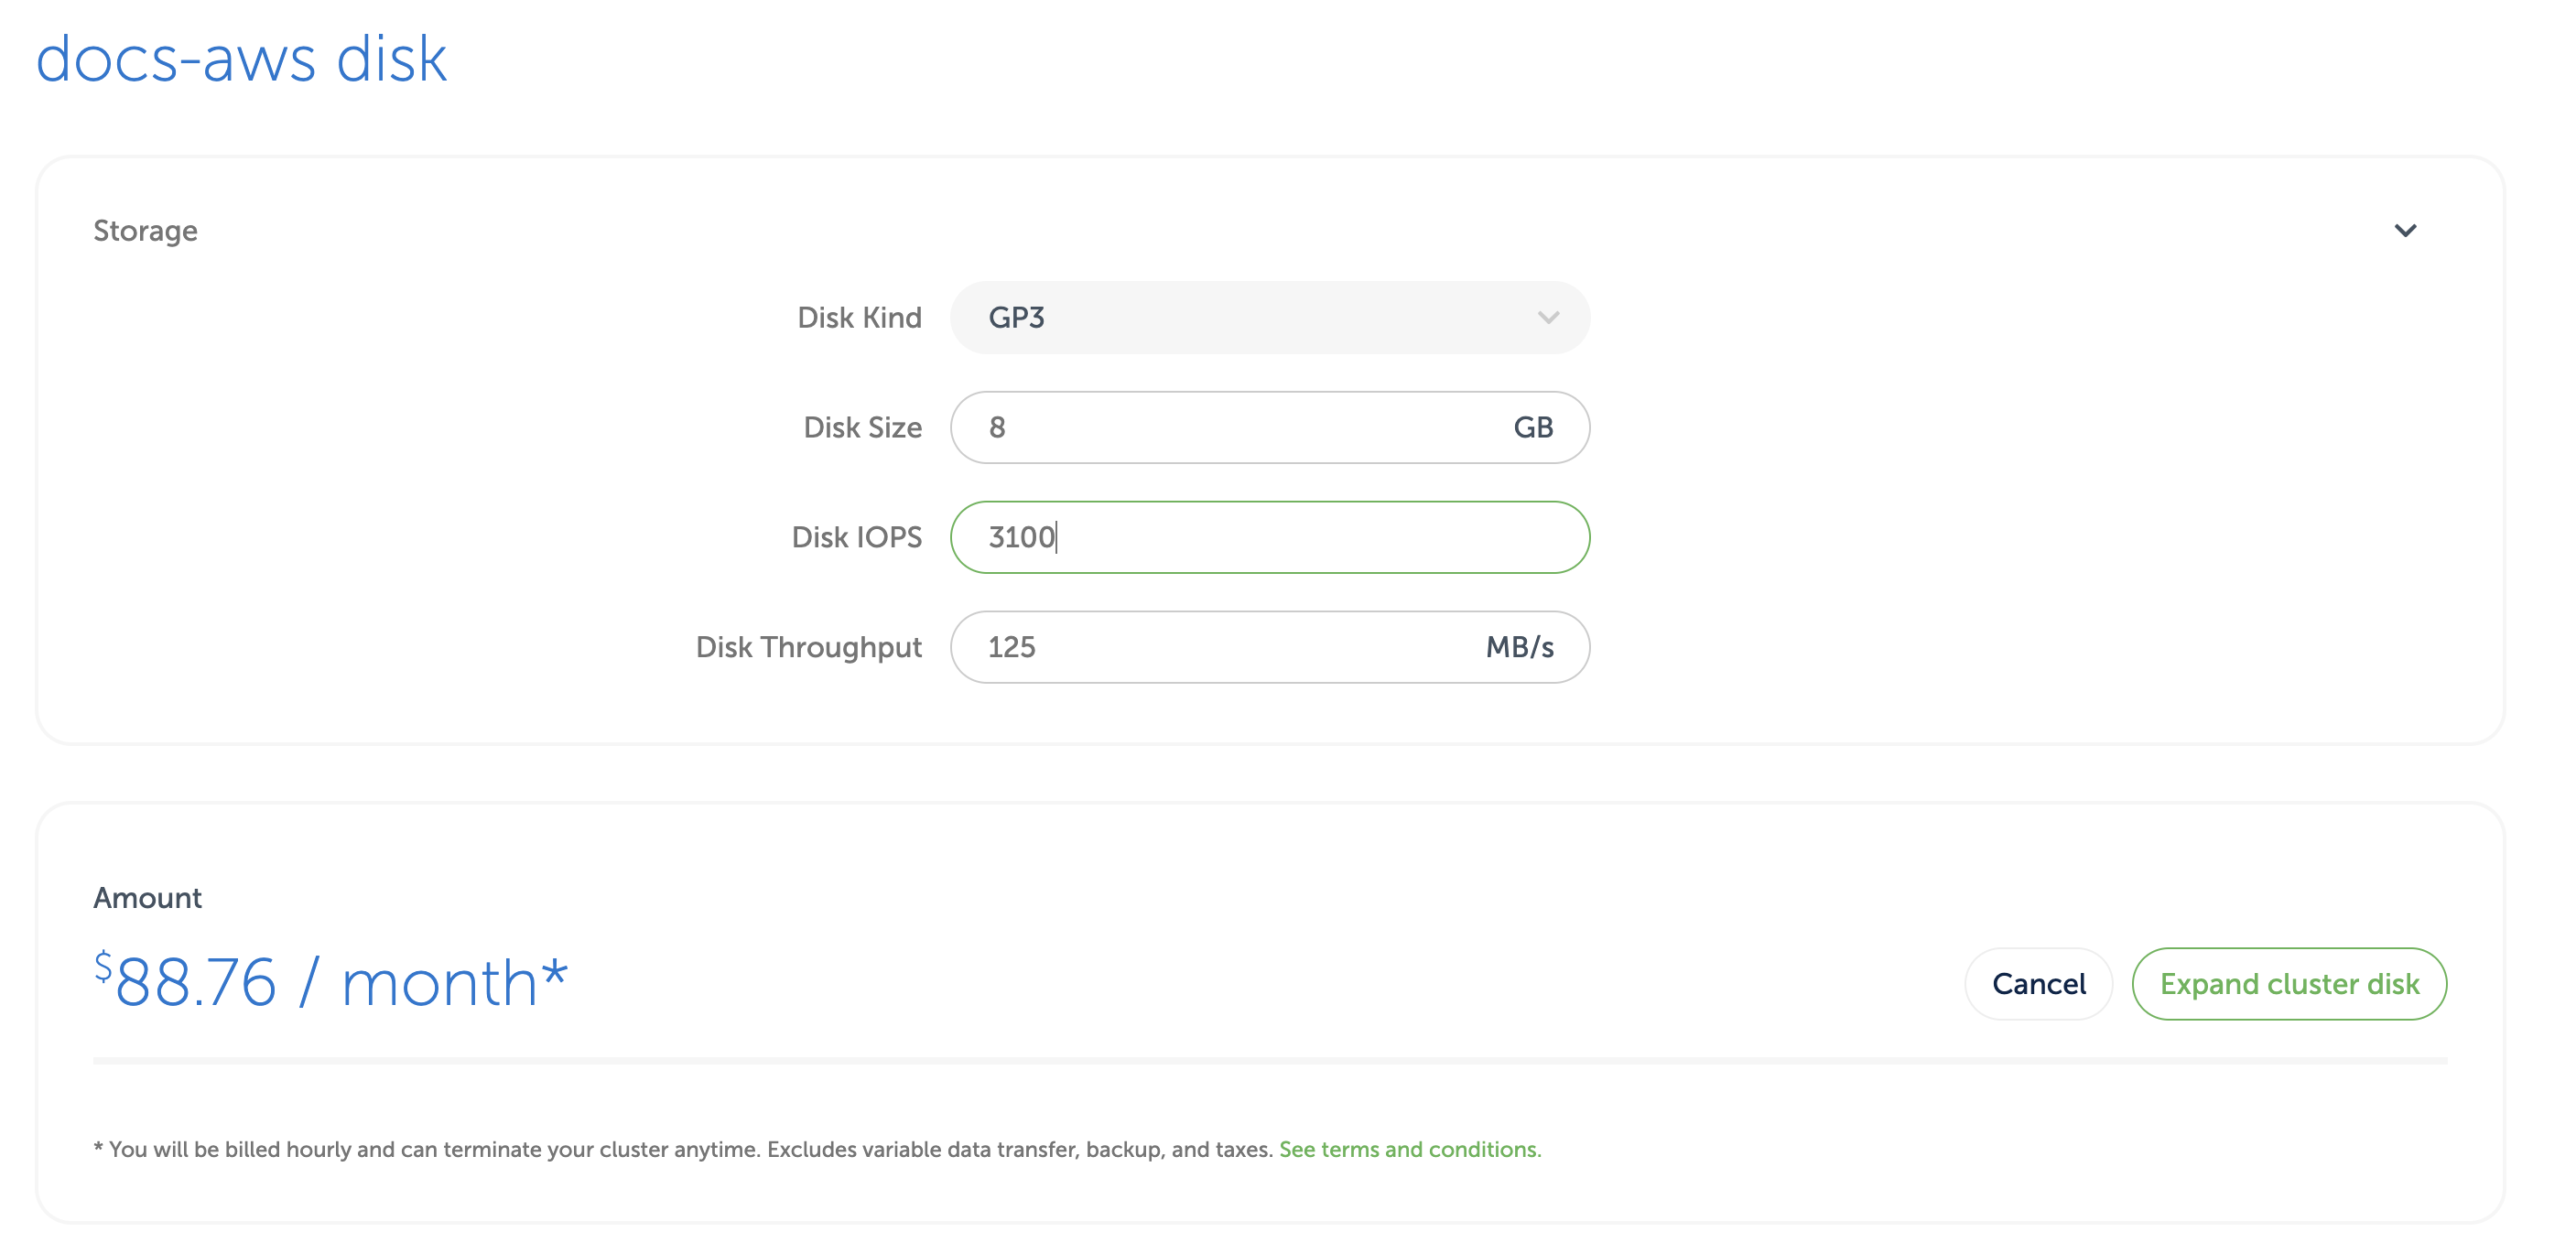 docs-aws disk
Storage
Disk Kind GP3
Disk Size 8 GB
Disk IOPS 3100
Disk Throughput 125 MB/s
Amount
$88.76 / month*
Cancel Expand cluster disk
* You will be billed hourly and can terminate your cluster anytime. Excludes variable data transfer, backup, and taxes. See terms and conditions.